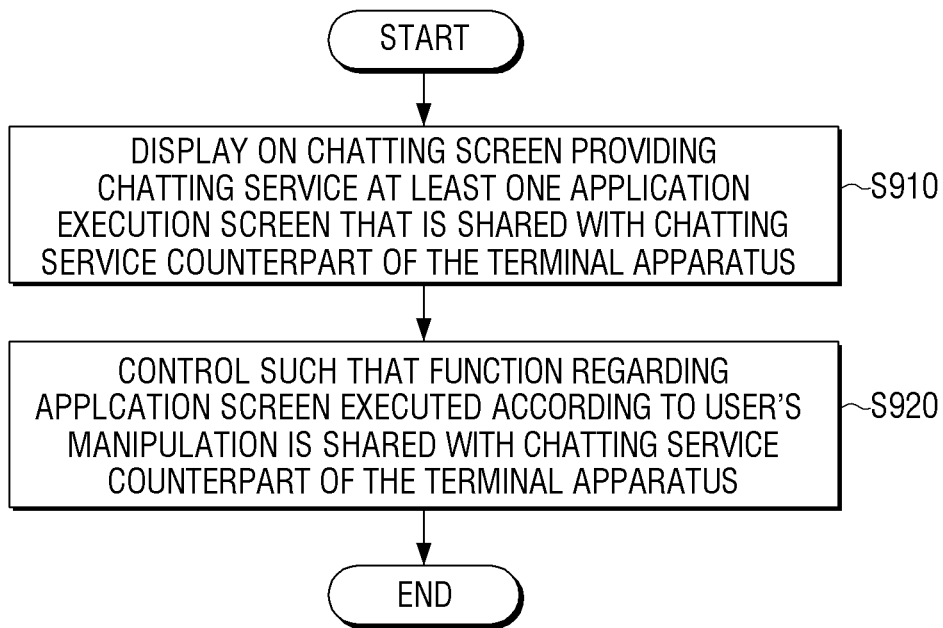 START
DISPLAY ON CHATTING SCREEN PROVIDING
CHATTING SERVICE AT LEAST ONE APPLICATION
EXECUTION SCREEN THAT IS SHARED WITH CHATTING
SERVICE COUNTERPART OF THE TERMINAL APPARATUS
S910
CONTROL SUCH THAT FUNCTION REGARDING
APPLCATION SCREEN EXECUTED ACCORDING TO USER'S
MANIPULATION IS SHARED WITH CHATTING SERVICE
COUNTERPART OF THE TERMINAL APPARATUS
S920
END